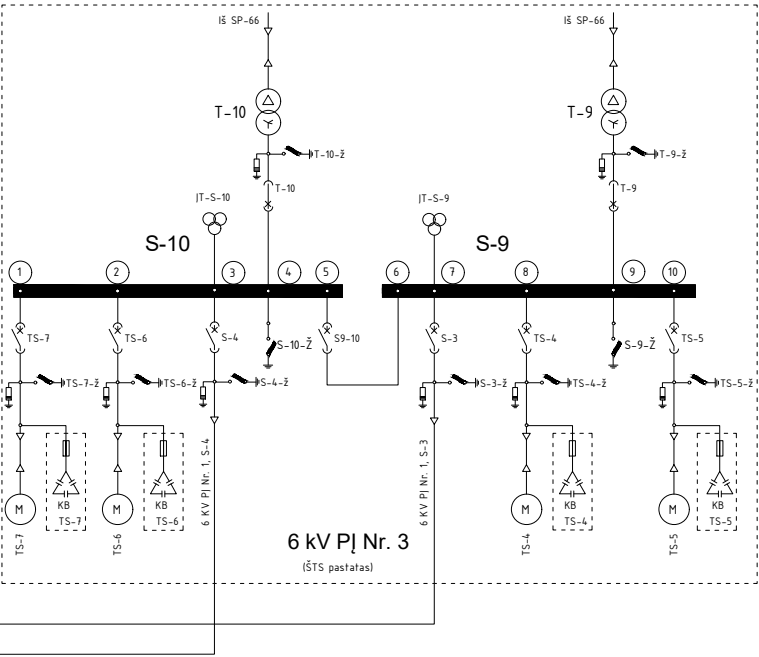 Iš SP-66
Iš SP-66
T-10
T-9
T-10-ž
T-9-ž
T-10
T-9
ĮT-S-10
ĮT-S-9
S-10
S-9
1
2
3
4
5
6
7
8
9
10
TS-7
TS-6
S-4
S-10-Ž
S9-10
S-3
TS-4
S-9-Ž
TS-5
TS-7-ž
TS-6-ž
S-4-ž
S-3-ž
TS-4-ž
TS-5-ž
6 KV PĮ Nr. 1, S-4
6 KV PĮ Nr. 1, S-3
M
KB
TS-7
TS-7
M
KB
TS-6
TS-6
M
KB
TS-4
TS-4
M
KB
TS-5
TS-5
6 kV PĮ Nr. 3
(ŠTS pastatas)